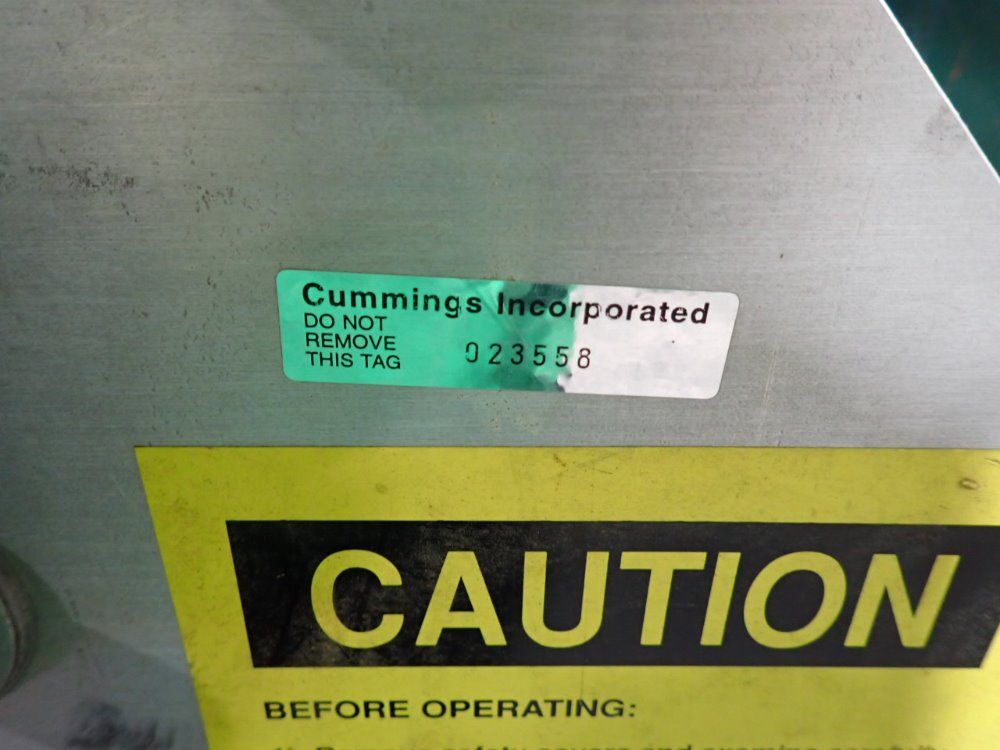 Cummings Incorporated
DO NOT
REMOVE
THIS TAG
023558
CAUTION
BEFORE OPERATING: